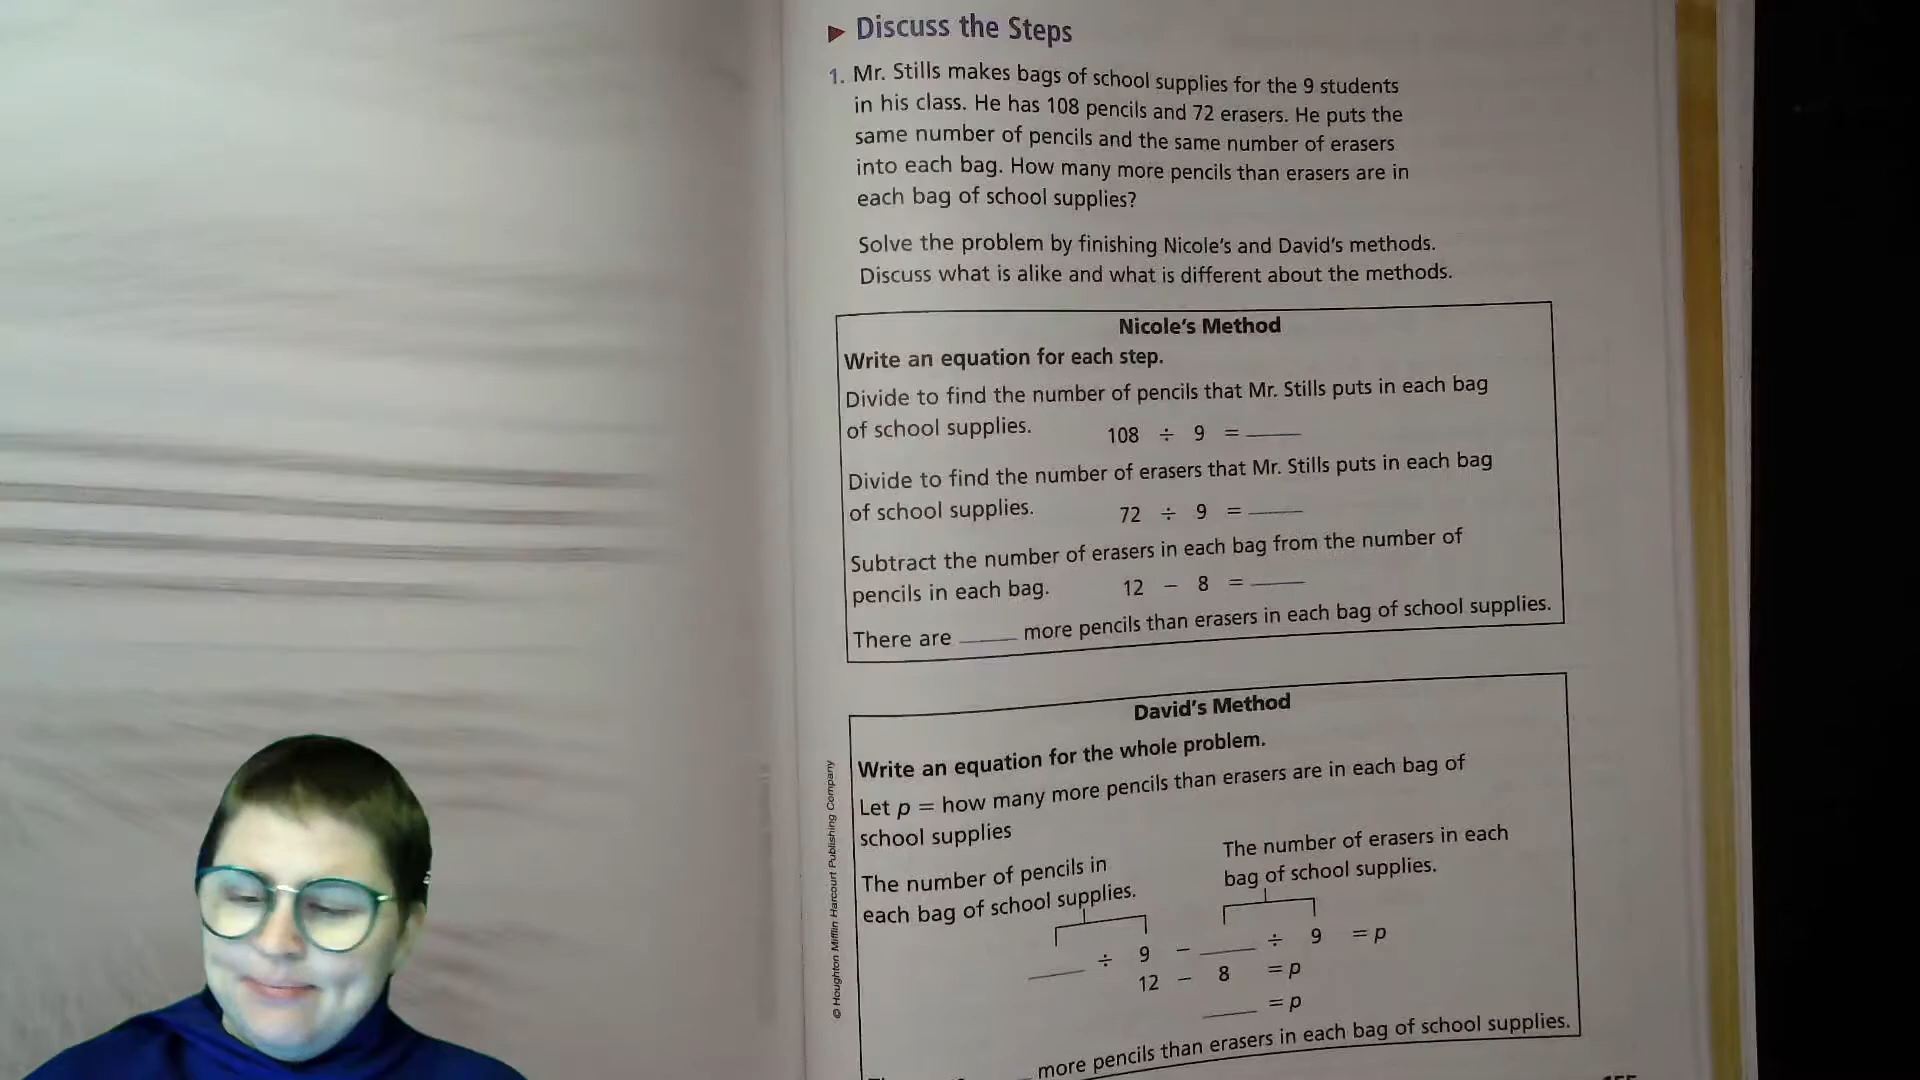 ▶ Discuss the Steps
1. Mr. Stills makes bags of school supplies for the 9 students
in his class. He has 108 pencils and 72 erasers. He puts the
same number of pencils and the same number of erasers
into each bag. How many more pencils than erasers are in
each bag of school supplies?
Solve the problem by finishing Nicole's and David's methods.
Discuss what is alike and what is different about the methods.
Nicole's Method
Write an equation for each step.
Divide to find the number of pencils that Mr. Stills puts in each bag
of school supplies. 108 ÷ 9 = ____
Divide to find the number of erasers that Mr. Stills puts in each bag
of school supplies. 72 ÷ 9 = ____
Subtract the number of erasers in each bag from the number of
pencils in each bag. 12 − 8 = ____
There are ____ more pencils than erasers in each bag of school supplies.
David's Method
Write an equation for the whole problem.
Let p = how many more pencils than erasers are in each bag of
school supplies
The number of pencils in
each bag of school supplies.
The number of erasers in each
bag of school supplies.
____ ÷ 9 − ____ ÷ 9 = p
12 − 8 = p
____ = p
more pencils than erasers in each bag of school supplies.
© Houghton Mifflin Harcourt Publishing Company